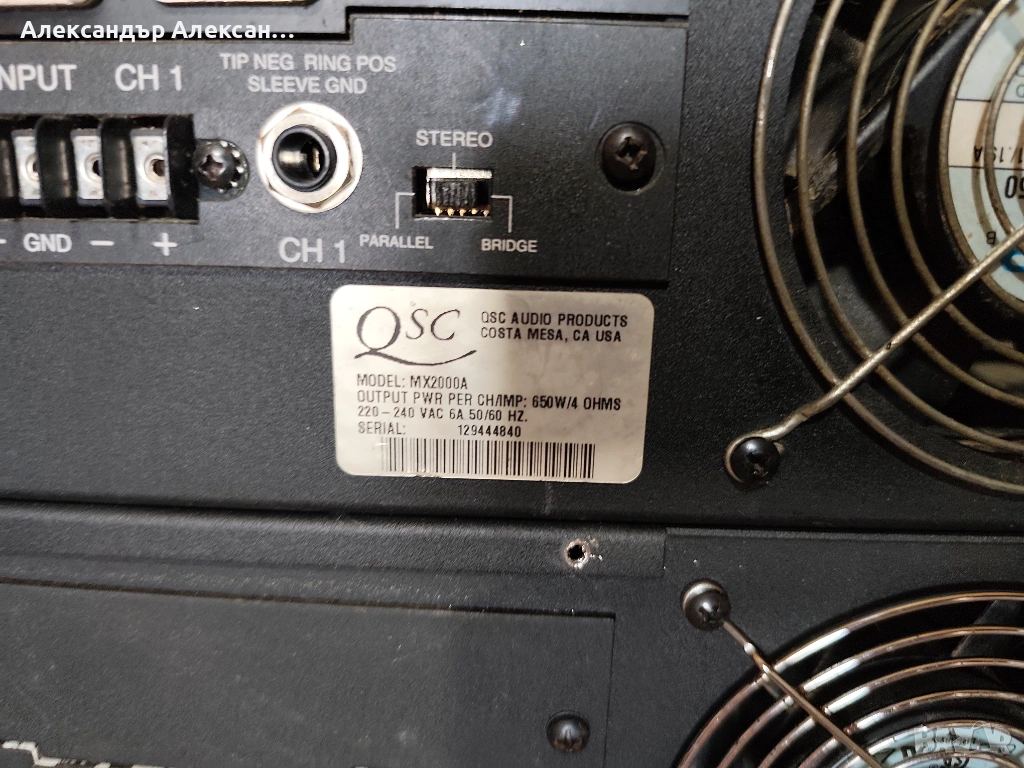 Александър Алексан...
INPUT CH 1
TIP NEG RING POS
SLEEVE GND
STEREO
GND - +
CH 1
PARALLEL
BRIDGE
QSC
QSC AUDIO PRODUCTS
COSTA MESA, CA USA
MODEL: MX2000A
OUTPUT PWR PER CH/IMP: 650W/4 OHMS
220-240 VAC 6A 50/60 HZ.
SERIAL: 129444840
BAZAR